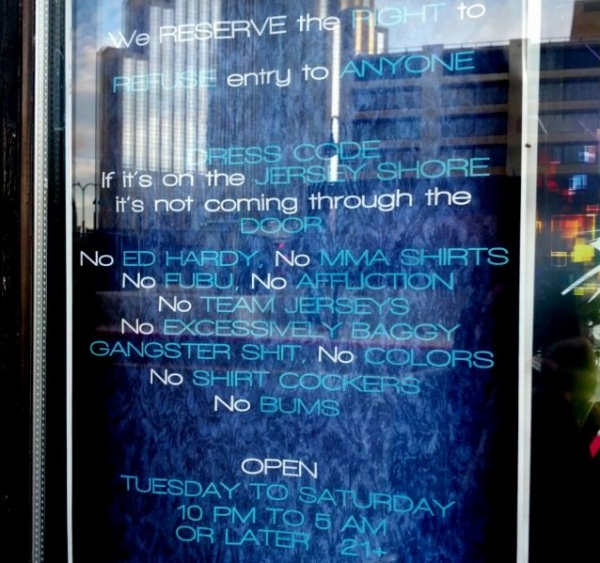 We RESERVE the RIGHT to
REFUSE entry to ANYONE
DRESS CODE
If it's on the JERSEY SHORE
it's not coming through the
DOOR
No ED HARDY, No MMA SHIRTS
No FUBU, No AFFLICTION
No TEAM JERSEYS
No EXCESSIVELY BAGGY
GANGSTER SHIT, No COLORS
No SHIRT COCKERS
No BUMS
OPEN
TUESDAY TO SATURDAY
10 PM TO 5 AM
OR LATER 21+